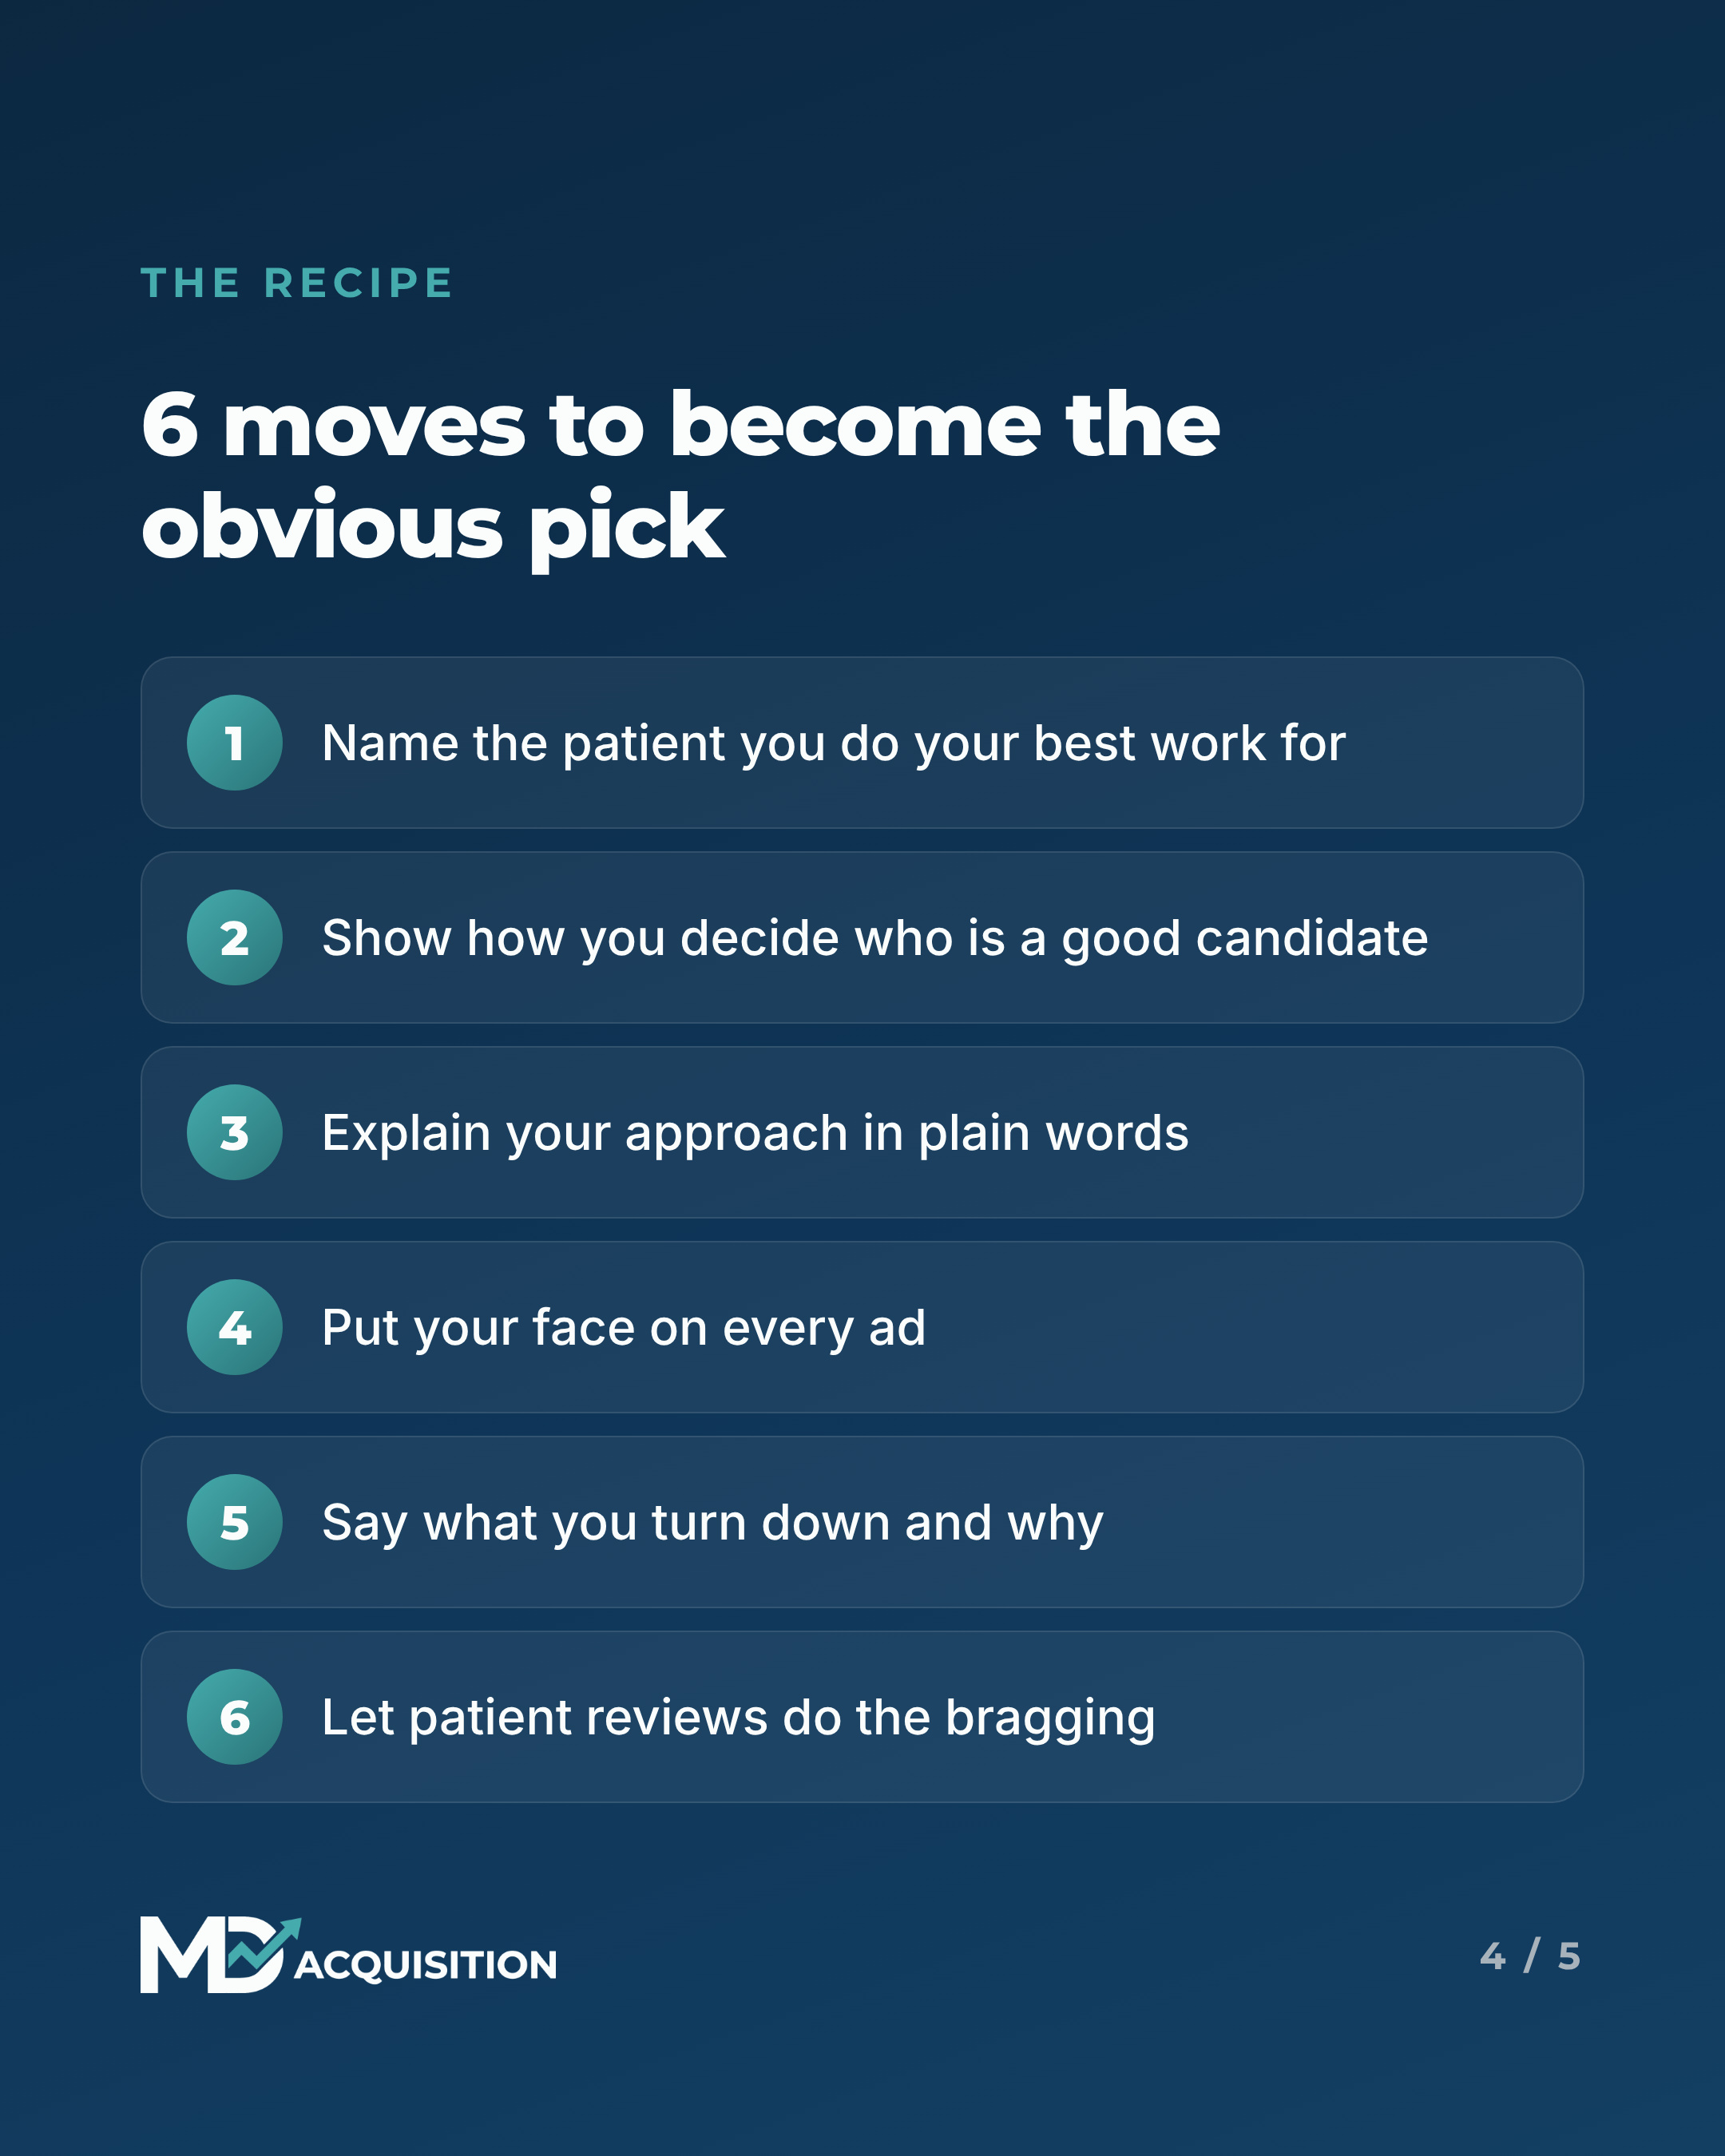 THE RECIPE
6 moves to become the
obvious pick
1 Name the patient you do your best work for
2 Show how you decide who is a good candidate
3 Explain your approach in plain words
4 Put your face on every ad
5 Say what you turn down and why
6 Let patient reviews do the bragging
MD ACQUISITION
4 / 5